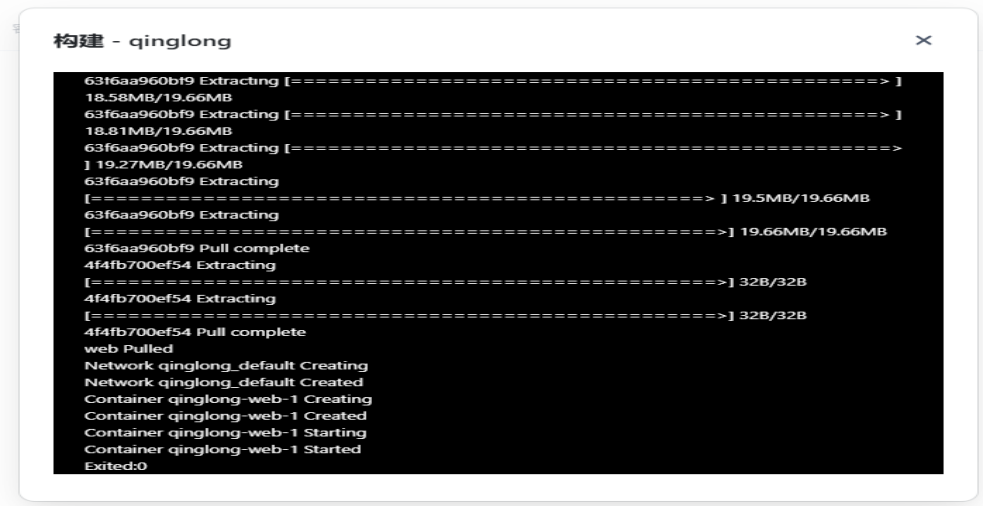 构建 - qinglong
63f6aa960bf9 Extracting [================================================> ]
18.58MB/19.66MB
63f6aa960bf9 Extracting [================================================> ]
18.81MB/19.66MB
63f6aa960bf9 Extracting [=================================================>
] 19.27MB/19.66MB
63f6aa960bf9 Extracting
[=================================================> ] 19.5MB/19.66MB
63f6aa960bf9 Extracting
[==================================================>] 19.66MB/19.66MB
63f6aa960bf9 Pull complete
4f4fb700ef54 Extracting
[==================================================>] 32B/32B
4f4fb700ef54 Extracting
[==================================================>] 32B/32B
4f4fb700ef54 Pull complete
web Pulled
Network qinglong_default Creating
Network qinglong_default Created
Container qinglong-web-1 Creating
Container qinglong-web-1 Created
Container qinglong-web-1 Starting
Container qinglong-web-1 Started
Exited:0